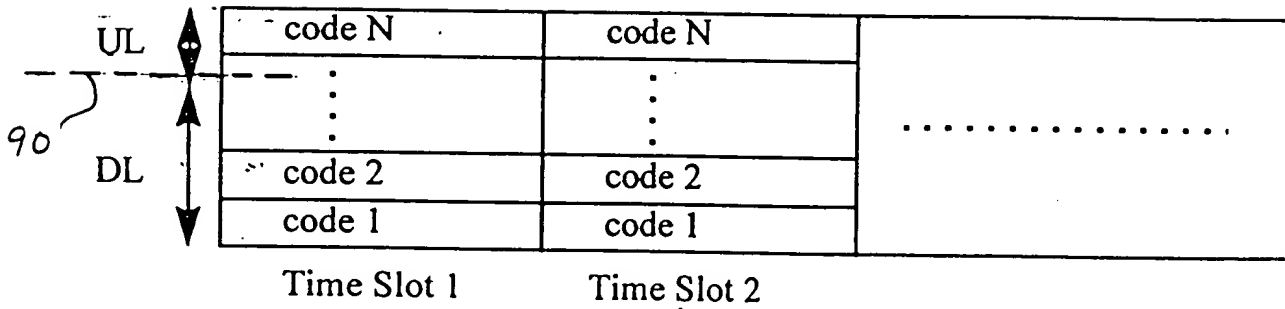 UL code N code N
90
DL code 2 code 2
code 1 code 1
Time Slot 1 Time Slot 2